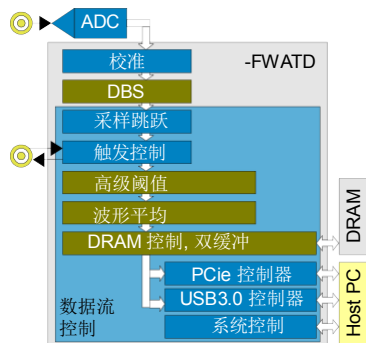 ADC
校准
-FWATD
DBS
采样跳跃
触发控制
高级阈值
波形平均
DRAM 控制, 双缓冲
DRAM
PCie 控制器
USB3.0 控制器
系统控制
数据流
控制
Host PC